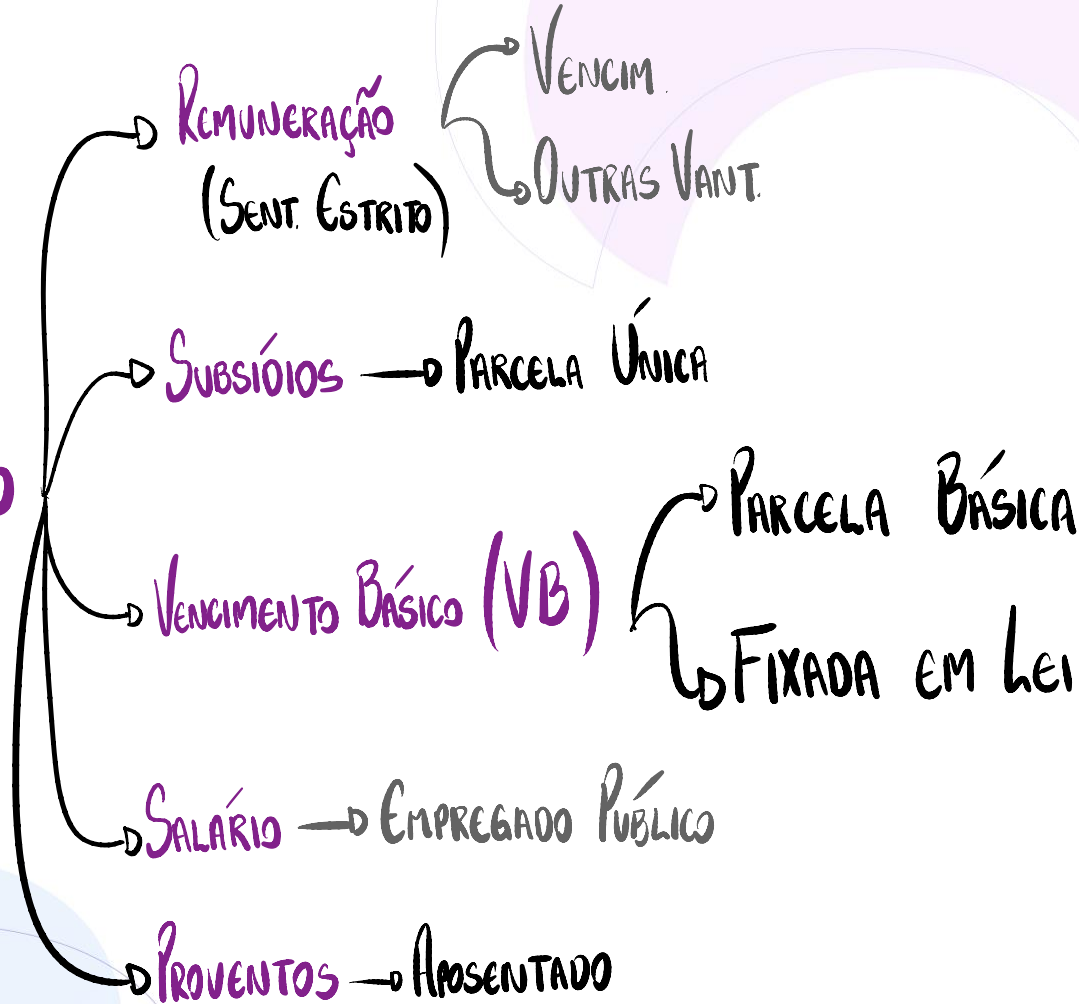 Remuneração
(Sent. Estrito)
Vencim.
Outras Vant.
Subsídios
Parcela Única
Vencimento Básico (VB)
Parcela Básica
Fixada em Lei
Salário
Empregado Público
Proventos
Aposentado